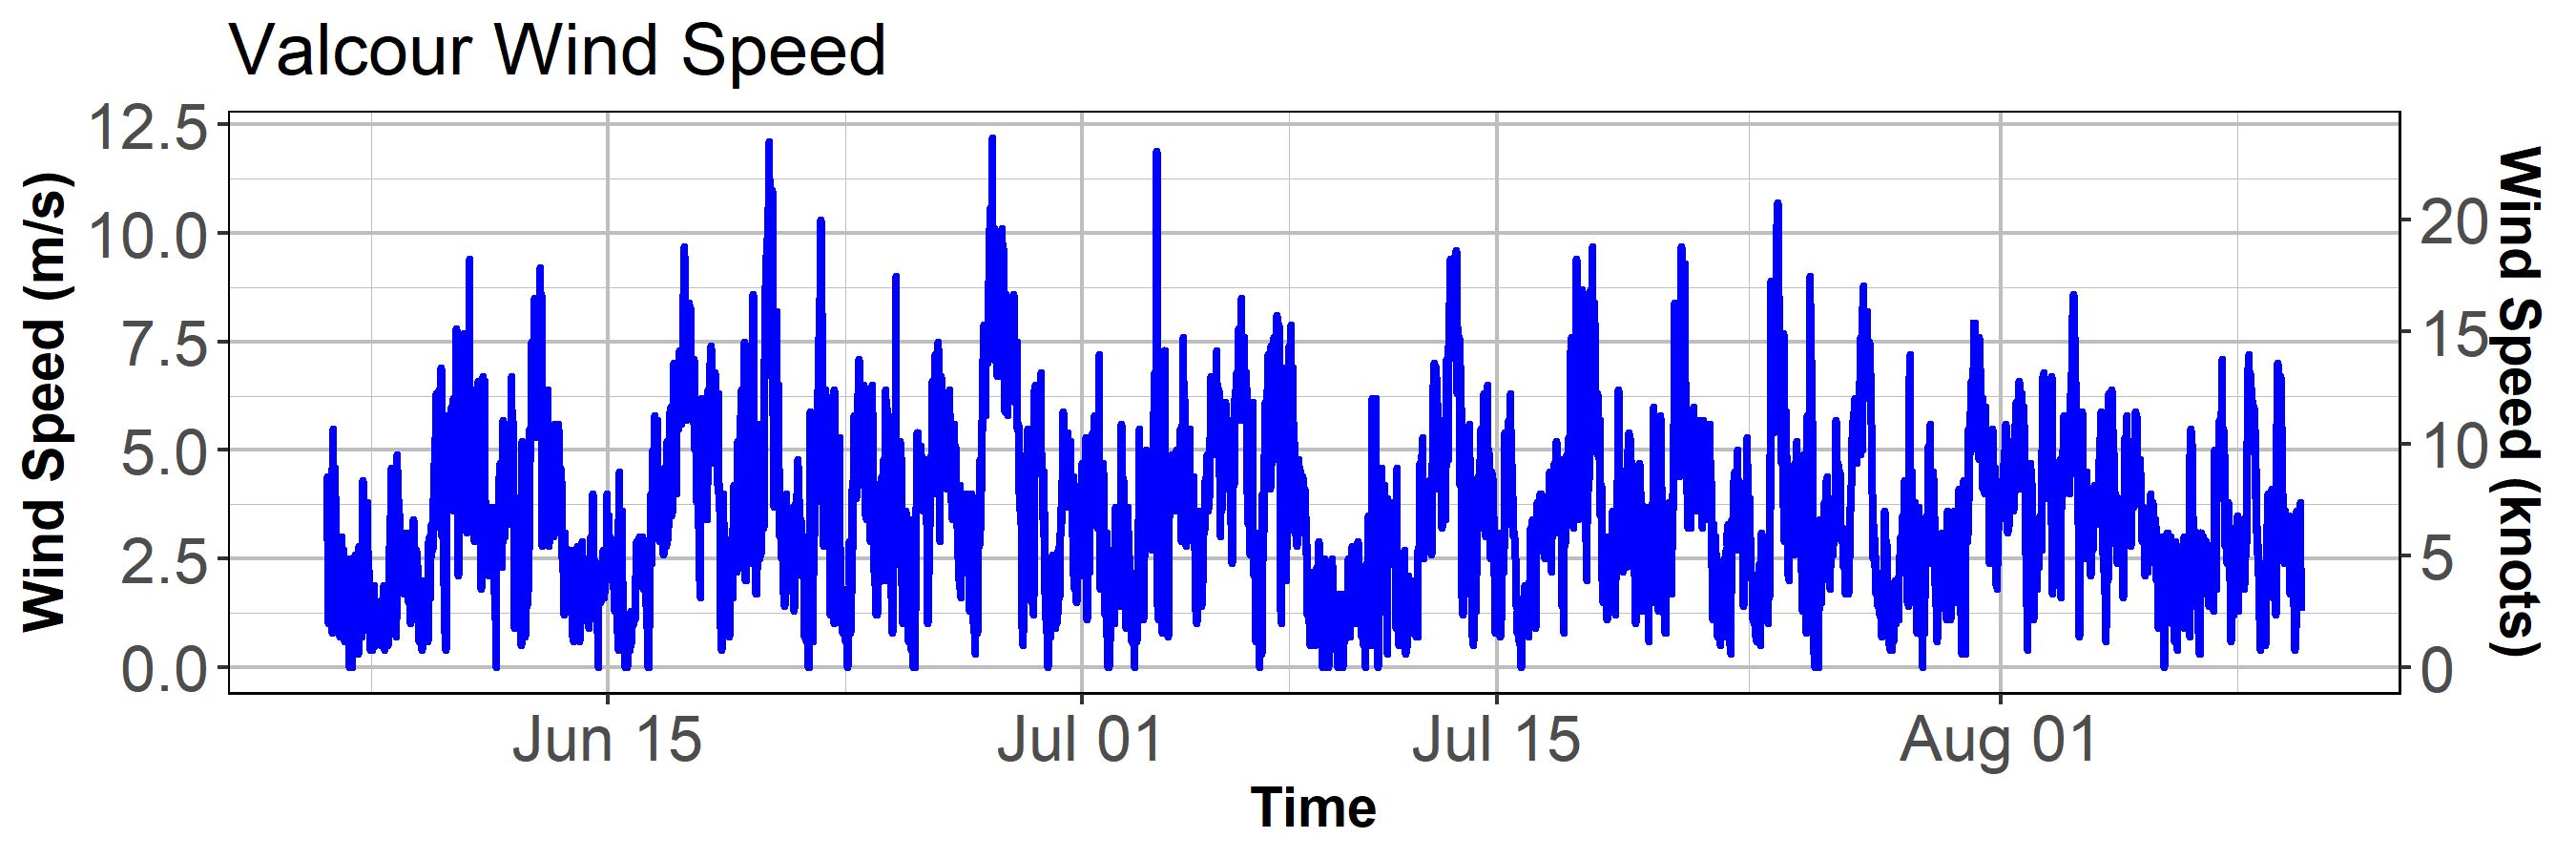 Valcour Wind Speed
Wind Speed (m/s)
12.5
10.0
7.5
5.0
2.5
0.0
Wind Speed (knots)
20
15
10
5
0
Jun 15
Jul 01
Jul 15
Aug 01
Time